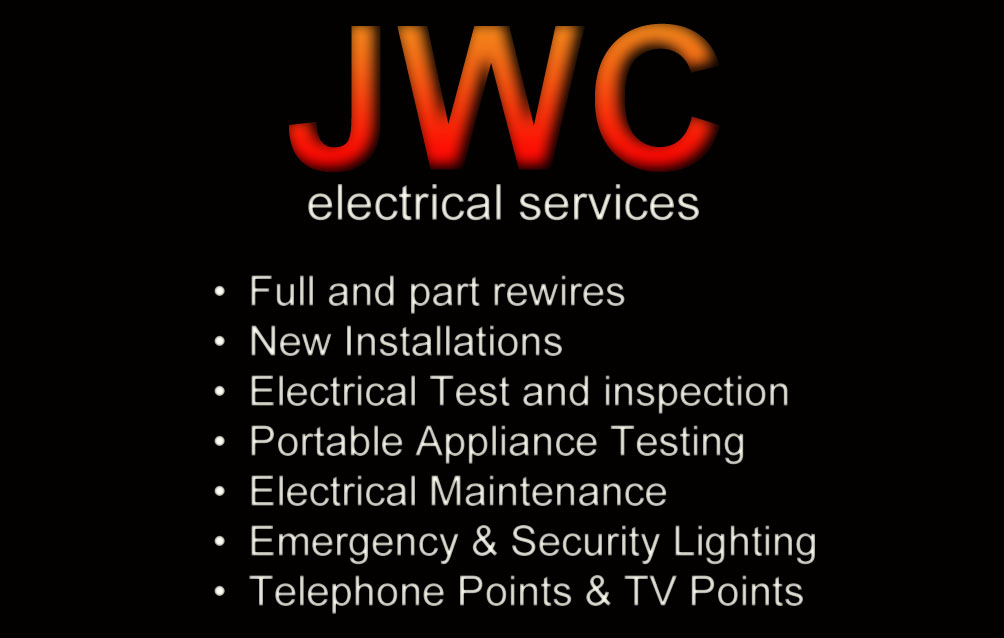 JWC
electrical services
• Full and part rewires
• New Installations
• Electrical Test and inspection
• Portable Appliance Testing
• Electrical Maintenance
• Emergency & Security Lighting
• Telephone Points & TV Points